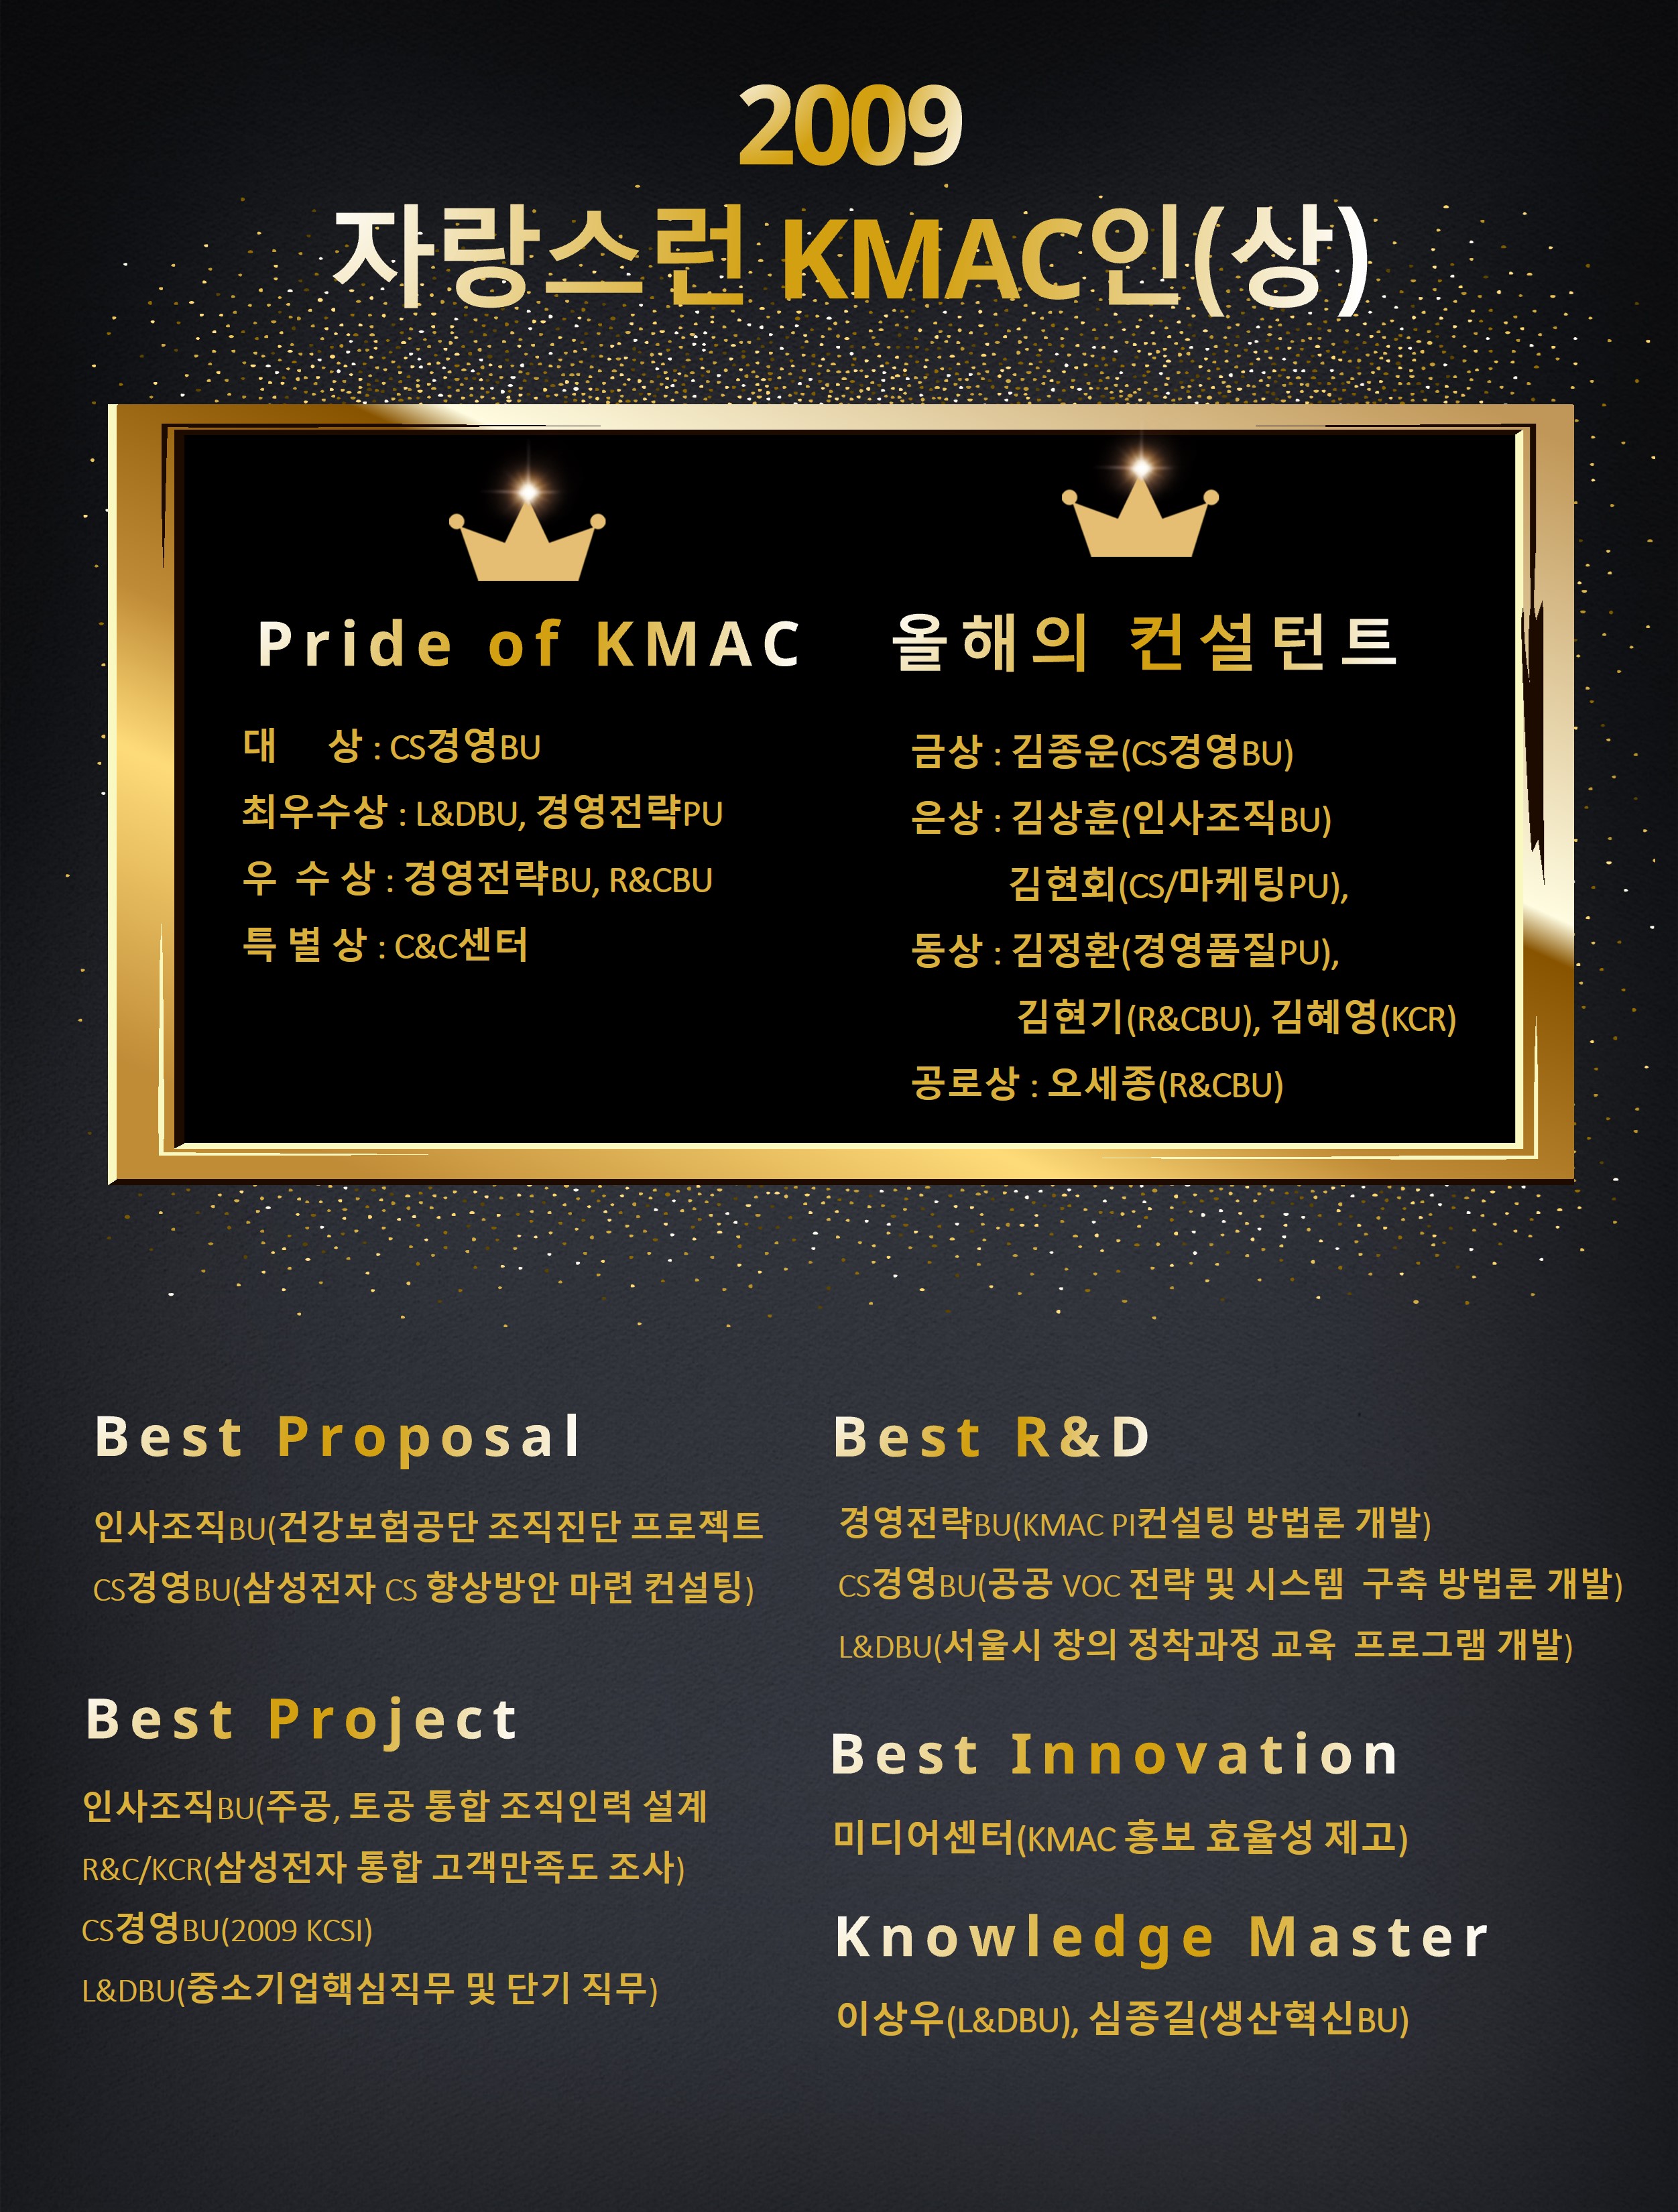 2009
자랑스런 KMAC인(상)
Pride of KMAC
대 상 : CS경영BU
최우수상 : L&DBU, 경영전략PU
우 수 상 : 경영전략BU, R&CBU
특 별 상 : C&C센터
올해의 컨설턴트
금상 : 김종운(CS경영BU)
은상 : 김상훈(인사조직BU)
김현회(CS/마케팅PU),
동상 : 김정환(경영품질PU),
김현기(R&CBU), 김혜영(KCR)
공로상 : 오세종(R&CBU)
Best Proposal
인사조직BU(건강보험공단 조직진단 프로젝트
CS경영BU(삼성전자 CS 향상방안 마련 컨설팅)
Best Project
인사조직BU(주공, 토공 통합 조직인력 설계
R&C/KCR(삼성전자 통합 고객만족도 조사)
CS경영BU(2009 KCSI)
L&DBU(중소기업핵심직무 및 단기 직무)
Best R&D
경영전략BU(KMAC PI컨설팅 방법론 개발)
CS경영BU(공공 VOC 전략 및 시스템 구축 방법론 개발)
L&DBU(서울시 창의 정착과정 교육 프로그램 개발)
Best Innovation
미디어센터(KMAC 홍보 효율성 제고)
Knowledge Master
이상우(L&DBU), 심종길(생산혁신BU)